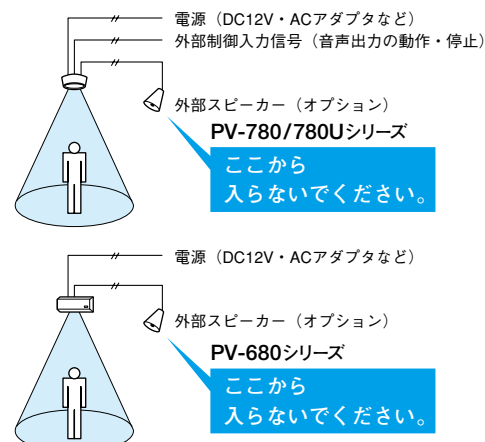 電源（DC12V・ACアダプタなど）
外部制御入力信号（音声出力の動作・停止）
外部スピーカー（オプション）
PV-780/780Uシリーズ
ここから
入らないでください。
電源（DC12V・ACアダプタなど）
外部スピーカー（オプション）
PV-680シリーズ
ここから
入らないでください。